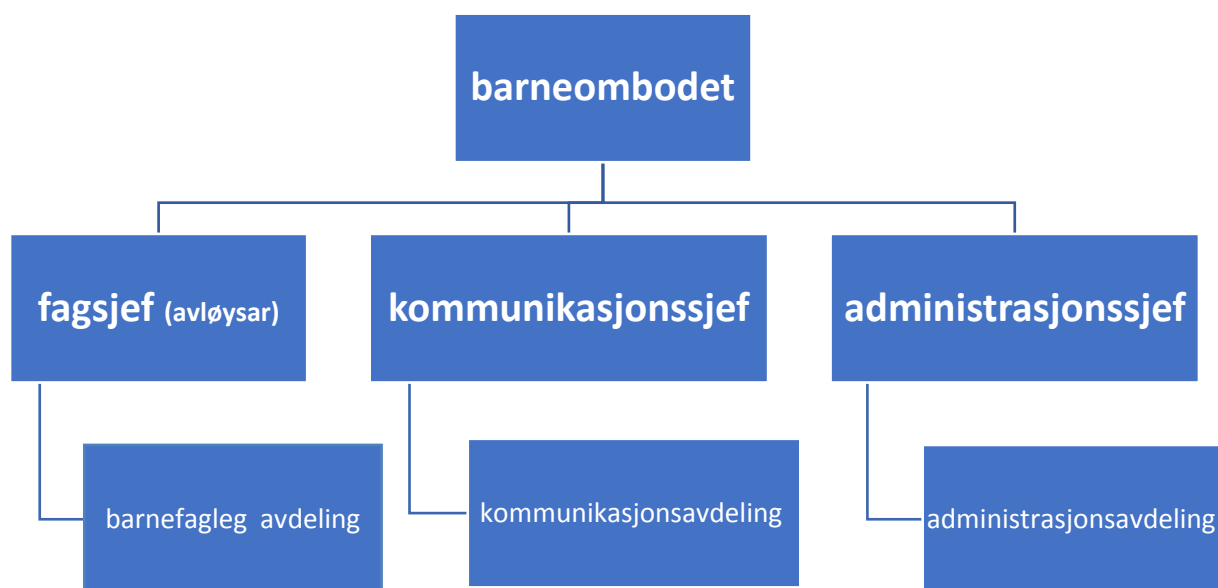 barneombodet
fagsjef (avløysar)
kommunikasjonssjef
administrasjonssjef
barnefagleg avdeling
kommunikasjonsavdeling
administrasjonsavdeling